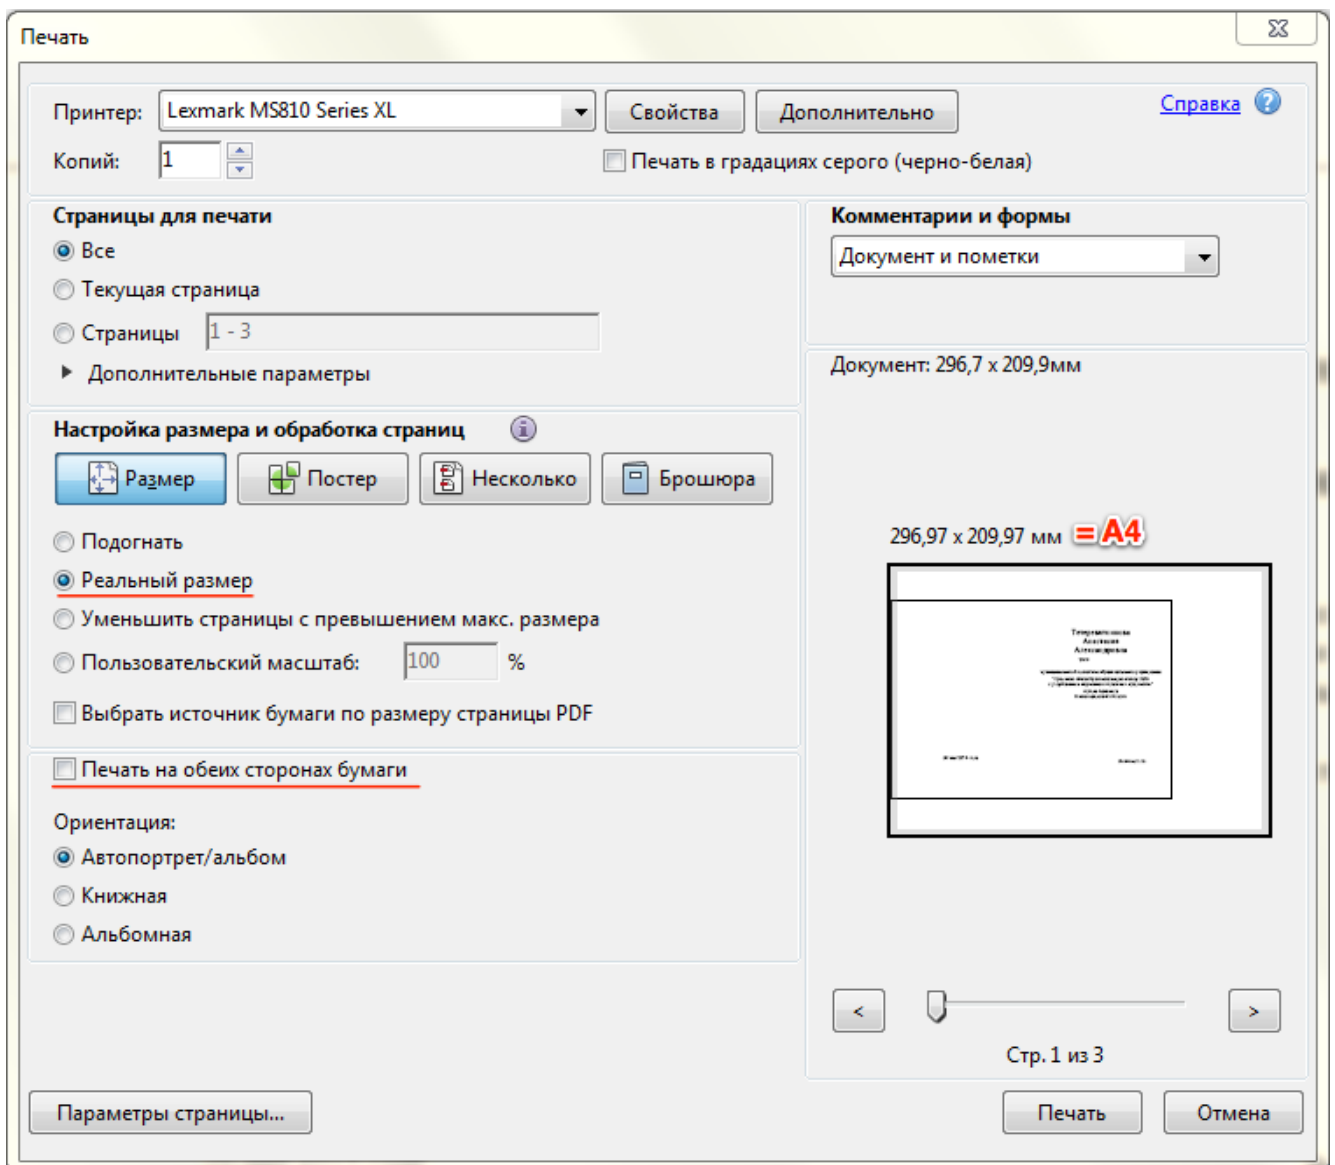 Печать
Принтер: Lexmark MS810 Series XL Свойства Дополнительно Справка
Копий: 1 Печать в градациях серого (черно-белая)
Страницы для печати
Все
Текущая страница
Страницы 1 - 3
Дополнительные параметры
Настройка размера и обработка страниц
Размер Постер Несколько Брошюра
Подогнать
Реальный размер
Уменьшить страницы с превышением макс. размера
Пользовательский масштаб: 100 %
Выбрать источник бумаги по размеру страницы PDF
Печать на обеих сторонах бумаги
Ориентация:
Автопортрет/альбом
Книжная
Альбомная
Комментарии и формы
Документ и пометки
Документ: 296,7 x 209,9мм
296,97 x 209,97 мм = A4
Александровна
< >
Стр. 1 из 3
Параметры страницы... Печать Отмена